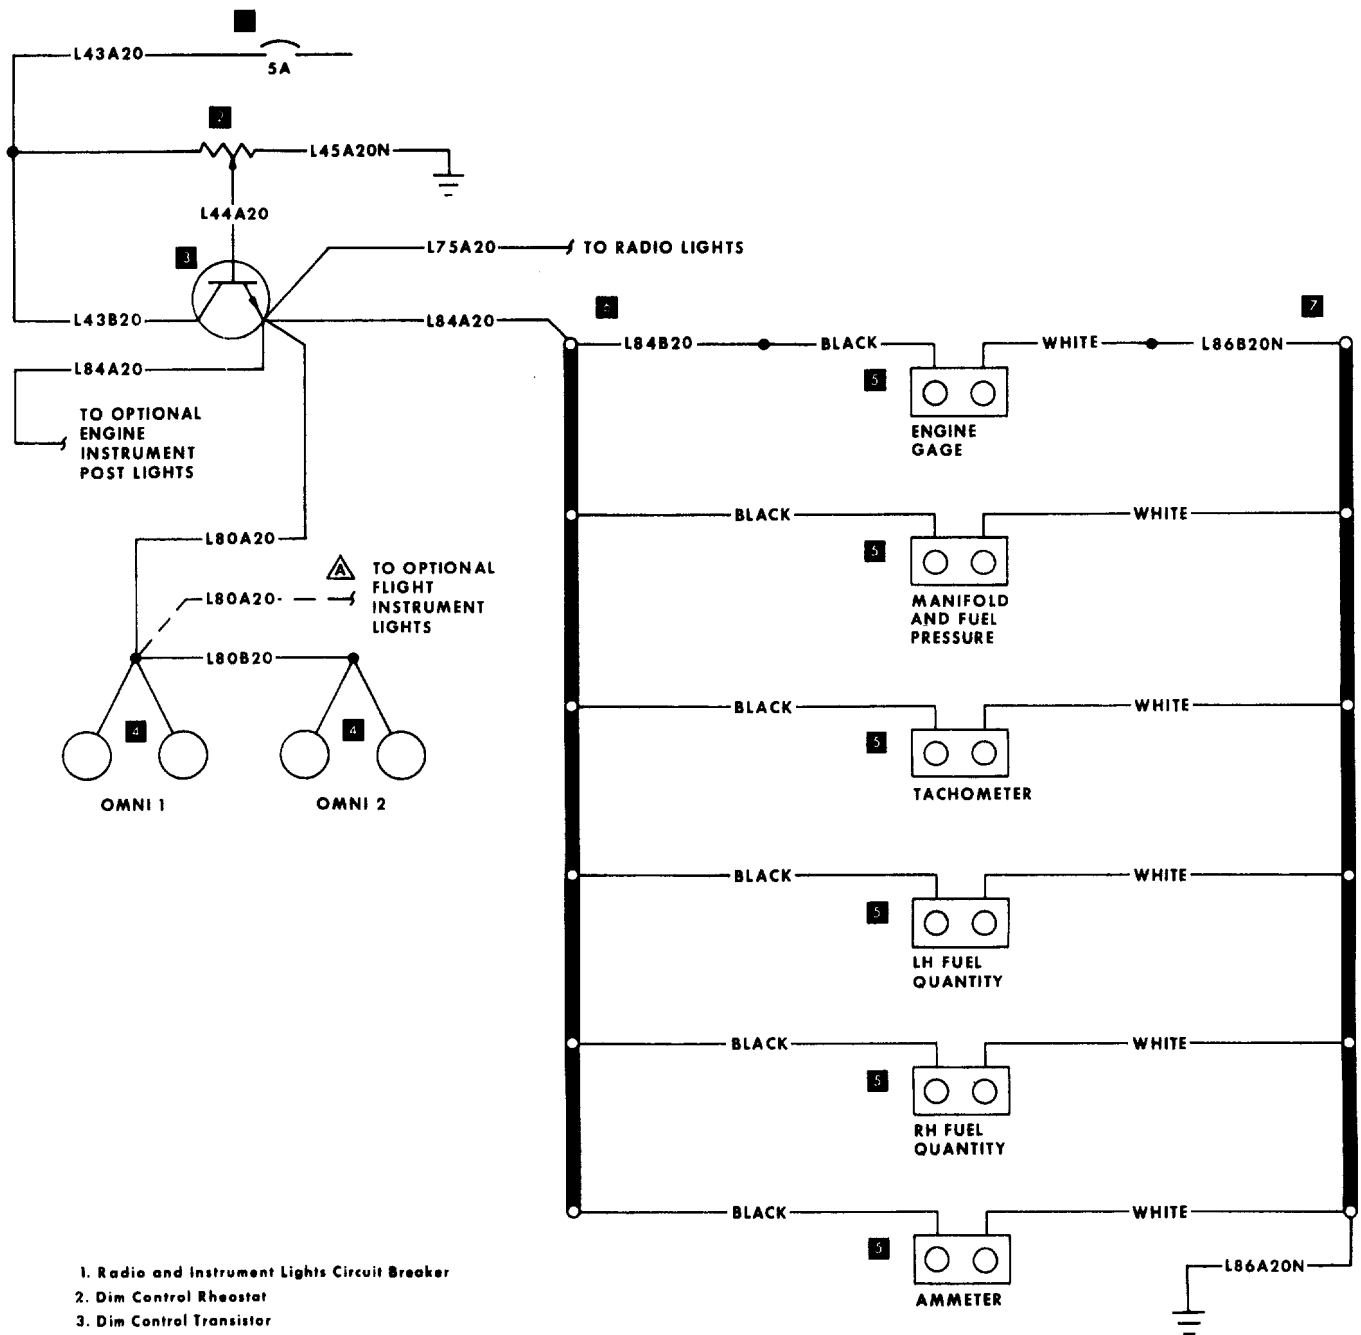 L43A20
5A
2
L45A20N
L44A20
3
L75A20
TO RADIO LIGHTS
L43B20
L84A20
6
7
L84B20
BLACK
WHITE
L86B20N
L84A20
5
TO OPTIONAL
ENGINE
INSTRUMENT
POST LIGHTS
ENGINE
GAGE
BLACK
WHITE
L80A20
5
A
TO OPTIONAL
FLIGHT
INSTRUMENT
LIGHTS
L80A20
MANIFOLD
AND FUEL
PRESSURE
L80B20
BLACK
WHITE
4
4
5
OMNI 1
OMNI 2
TACHOMETER
BLACK
WHITE
5
LH FUEL
QUANTITY
BLACK
WHITE
5
RH FUEL
QUANTITY
BLACK
WHITE
5
L86A20N
AMMETER
1. Radio and Instrument Lights Circuit Breaker
2. Dim Control Rheostat
3. Dim Control Transistor